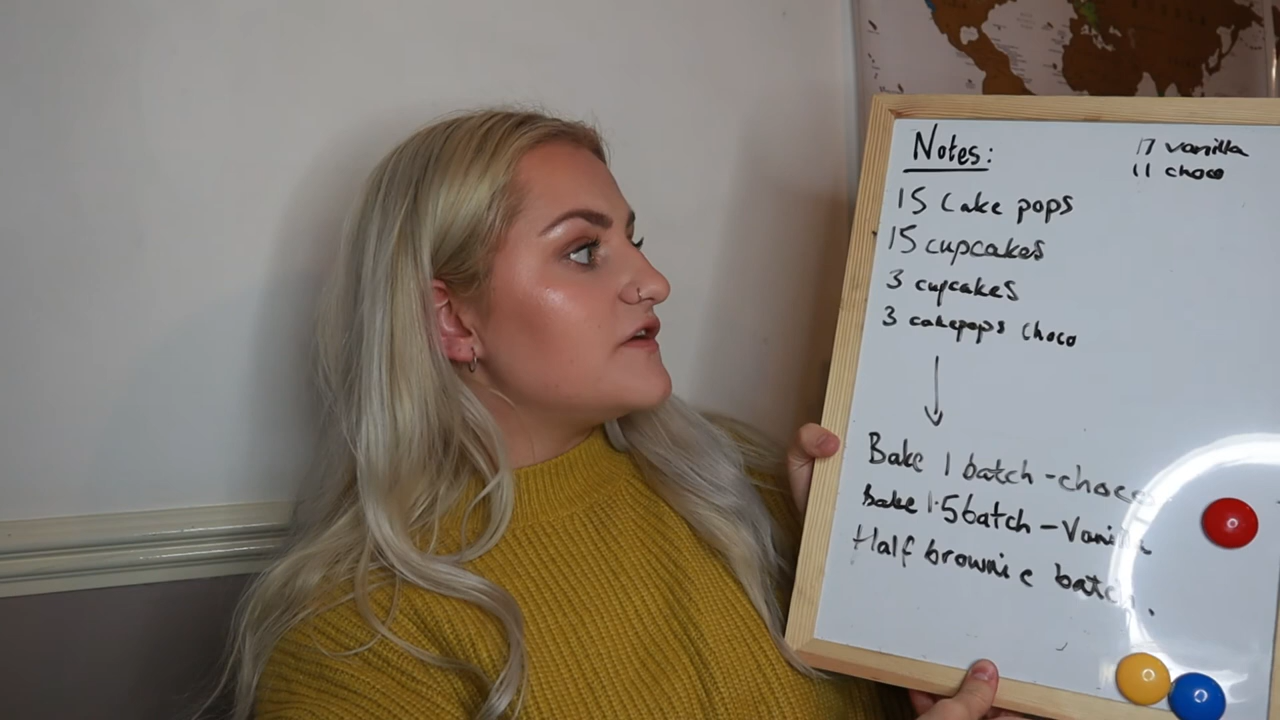 Notes:
17 vanilla
11 choco
15 Cake pops
15 cupcakes
3 cupcakes
3 cakepops choco
Bake 1 batch - choco
Bake 1.5 batch - Vanilla
Half brownie batch.